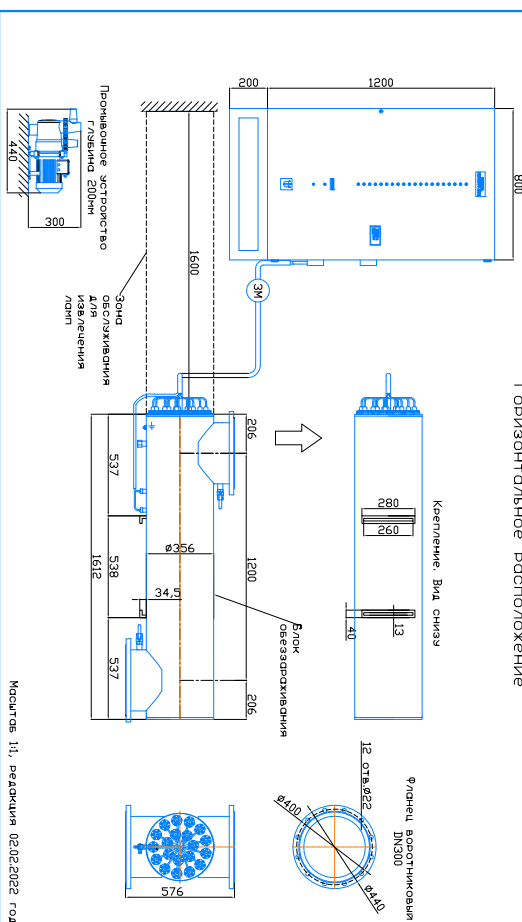 Горизонтальное расположение
800
200
1200
1600
3М
Промывочное устройство
глубина 200мм
440
300
Зона
обслуживания
для
извлечения
ламп
206
1200
206
537
538
537
1612
ø356
34,5
Блок
обеззараживания
Крепление. Вид снизу
280
260
13
40
Фланец воротниковый
DN300
12 отв.ø22
ø400
ø440
576
Масштаб 1:1, редакция 02.02.2022 год